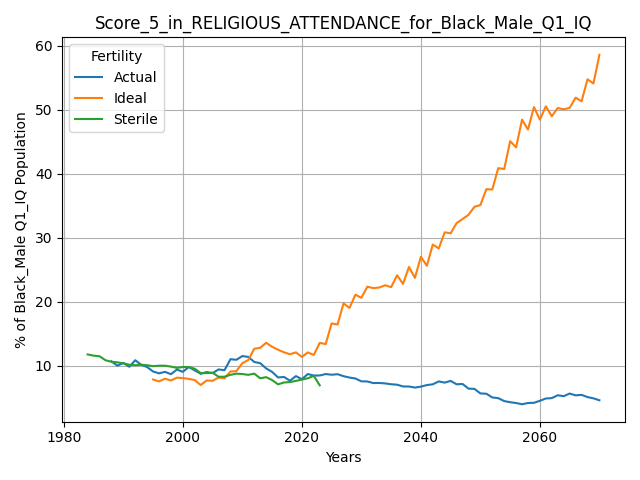 Score_5_in_RELIGIOUS_ATTENDANCE_for_Black_Male_Q1_IQ
60
50
40
30
20
10
% of Black_Male Q1_IQ Population
Fertility
Actual
Ideal
Sterile
1980
2000
2020
2040
2060
Years